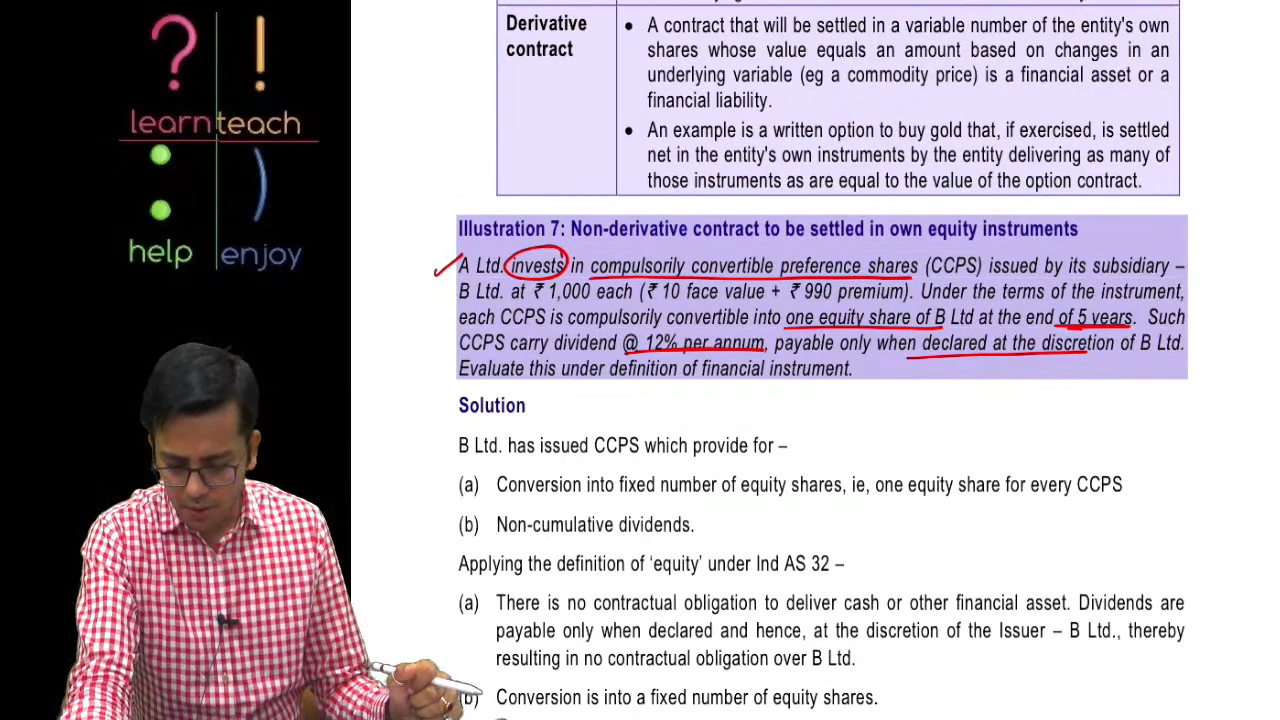 ? !
learn teach
help enjoy
Derivative contract
• A contract that will be settled in a variable number of the entity's own
shares whose value equals an amount based on changes in an
underlying variable (eg a commodity price) is a financial asset or a
financial liability.
• An example is a written option to buy gold that, if exercised, is settled
net in the entity's own instruments by the entity delivering as many of
those instruments as are equal to the value of the option contract.
Illustration 7: Non-derivative contract to be settled in own equity instruments
A Ltd. invests in compulsorily convertible preference shares (CCPS) issued by its subsidiary –
B Ltd. at ₹ 1,000 each (₹ 10 face value + ₹ 990 premium). Under the terms of the instrument,
each CCPS is compulsorily convertible into one equity share of B Ltd at the end of 5 years. Such
CCPS carry dividend @ 12% per annum, payable only when declared at the discretion of B Ltd.
Evaluate this under definition of financial instrument.
Solution
B Ltd. has issued CCPS which provide for –
(a) Conversion into fixed number of equity shares, ie, one equity share for every CCPS
(b) Non-cumulative dividends.
Applying the definition of ‘equity’ under Ind AS 32 –
(a) There is no contractual obligation to deliver cash or other financial asset. Dividends are
payable only when declared and hence, at the discretion of the Issuer – B Ltd., thereby
resulting in no contractual obligation over B Ltd.
(b) Conversion is into a fixed number of equity shares.